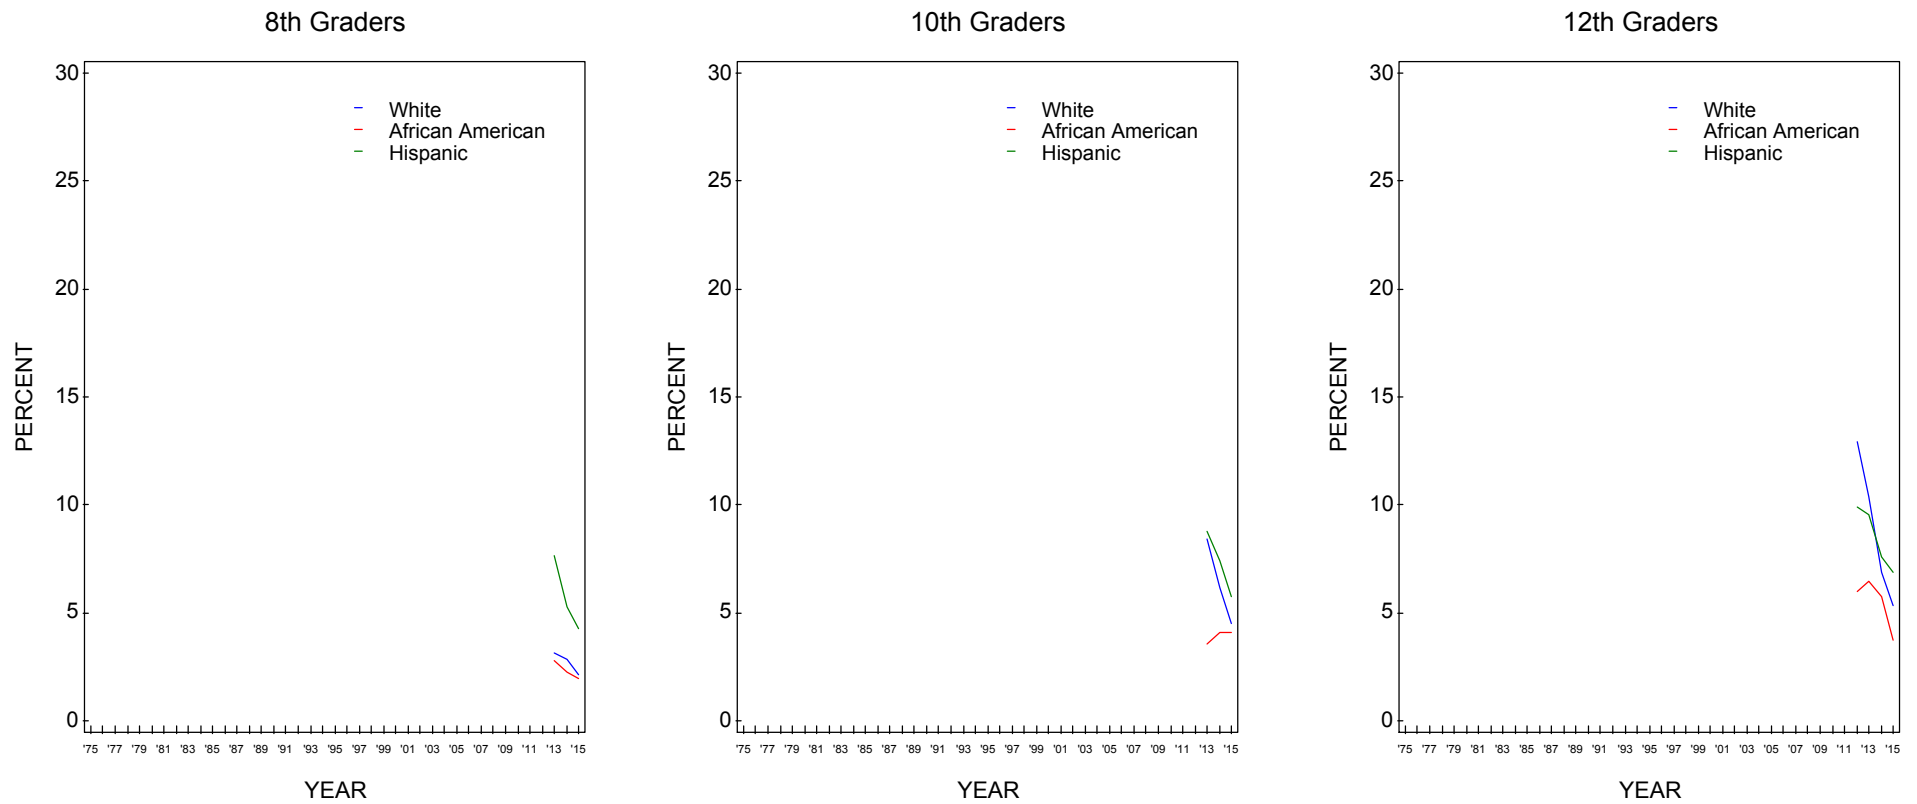 8th Graders
30
25
20
15
10
5
0
PERCENT
White
African American
Hispanic
'75 '77 '79 '81 '83 '85 '87 '89 '91 '93 '95 '97 '99 '01 '03 '05 '07 '09 '11 '13 '15
YEAR
10th Graders
30
25
20
15
10
5
0
PERCENT
White
African American
Hispanic
'75 '77 '79 '81 '83 '85 '87 '89 '91 '93 '95 '97 '99 '01 '03 '05 '07 '09 '11 '13 '15
YEAR
12th Graders
30
25
20
15
10
5
0
PERCENT
White
African American
Hispanic
'75 '77 '79 '81 '83 '85 '87 '89 '91 '93 '95 '97 '99 '01 '03 '05 '07 '09 '11 '13 '15
YEAR